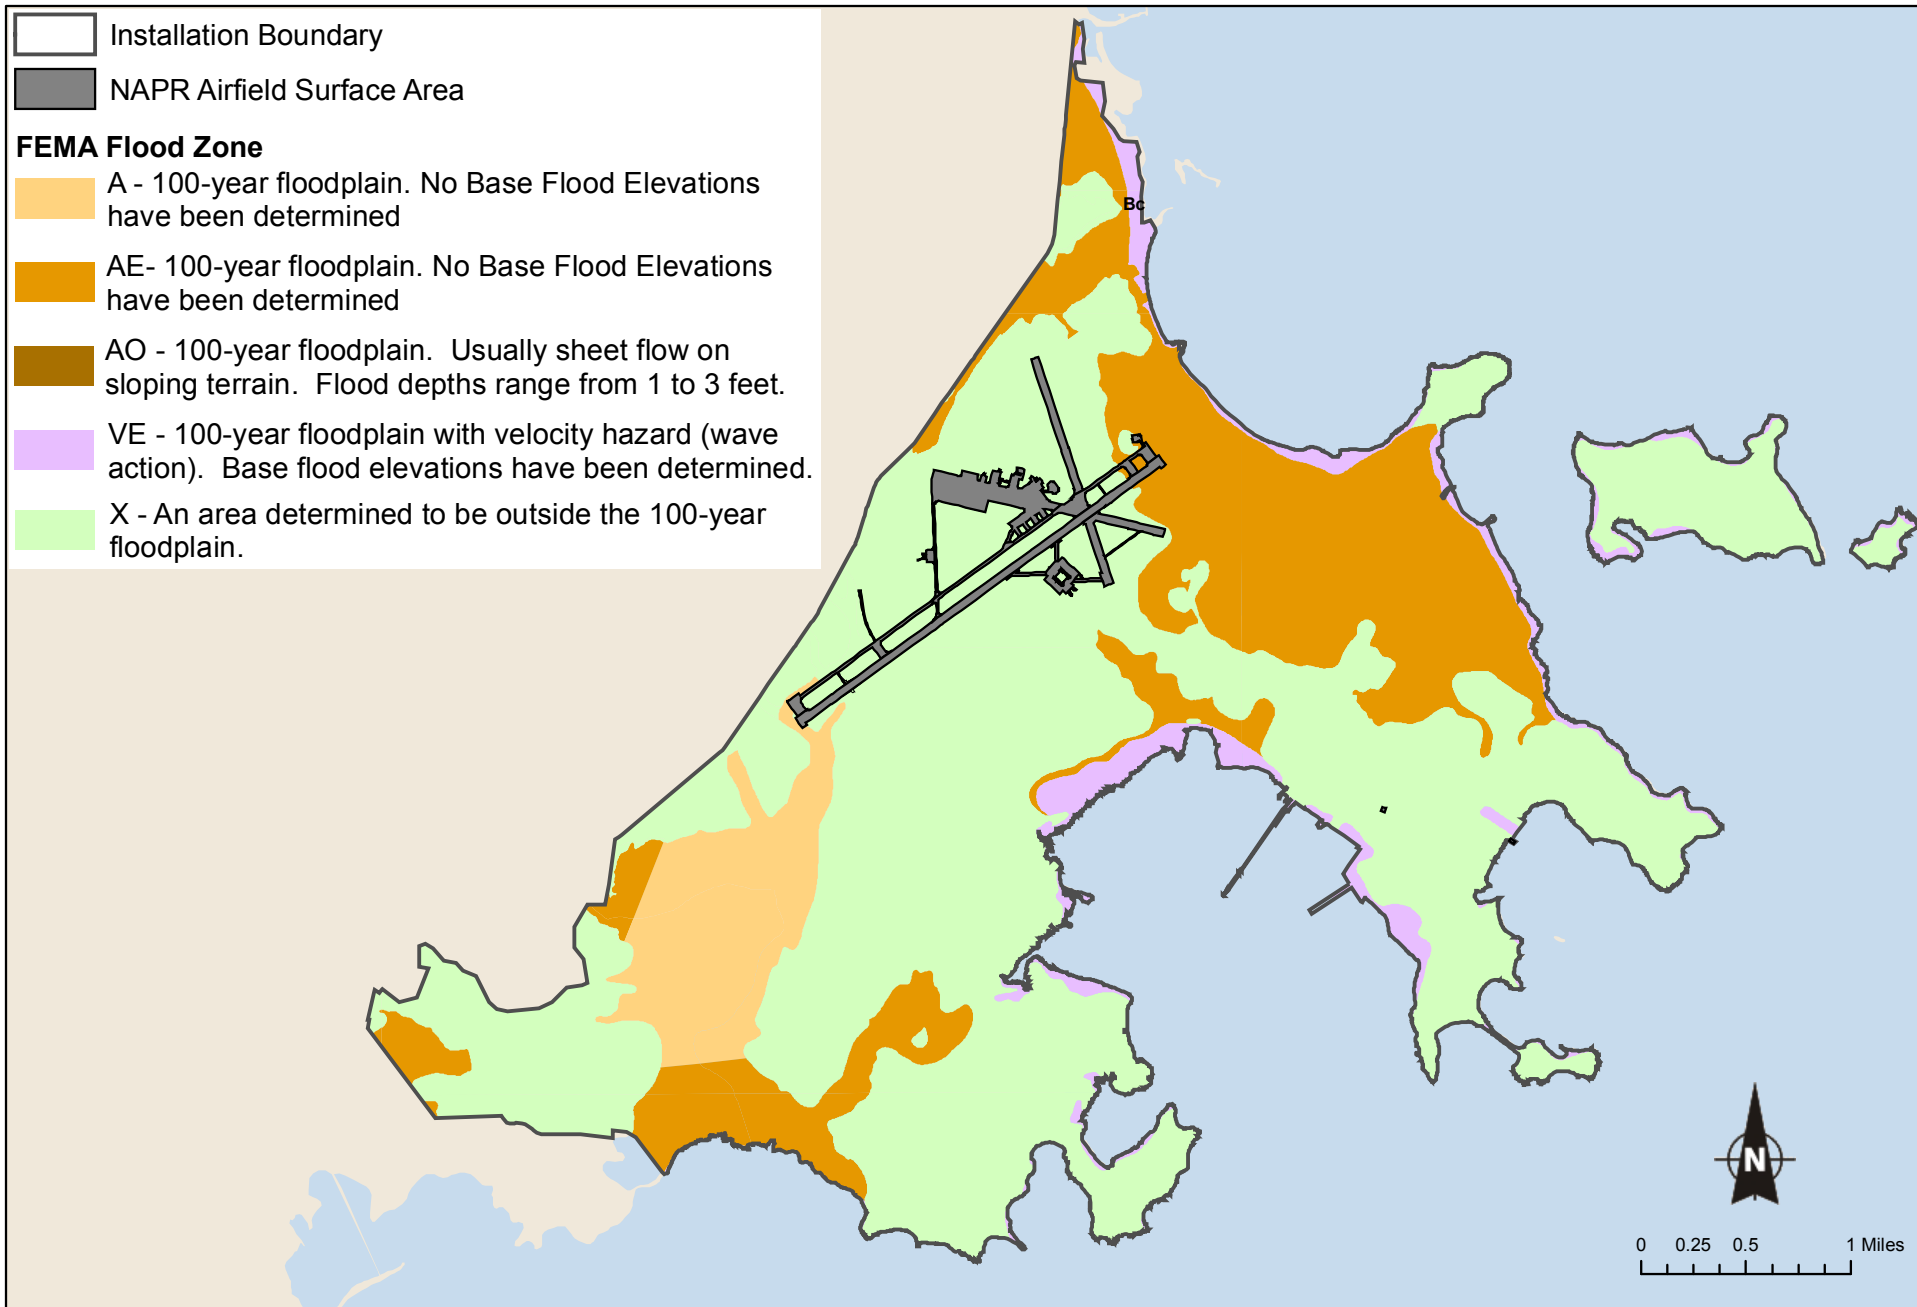 Installation Boundary
NAPR Airfield Surface Area
FEMA Flood Zone
A - 100-year floodplain. No Base Flood Elevations
have been determined
AE- 100-year floodplain. No Base Flood Elevations
have been determined
AO - 100-year floodplain.  Usually sheet flow on
sloping terrain.  Flood depths range from 1 to 3 feet.
VE - 100-year floodplain with velocity hazard (wave
action).  Base flood elevations have been determined.
X - An area determined to be outside the 100-year
floodplain.
Bc
N
0 0.25 0.5 1 Miles